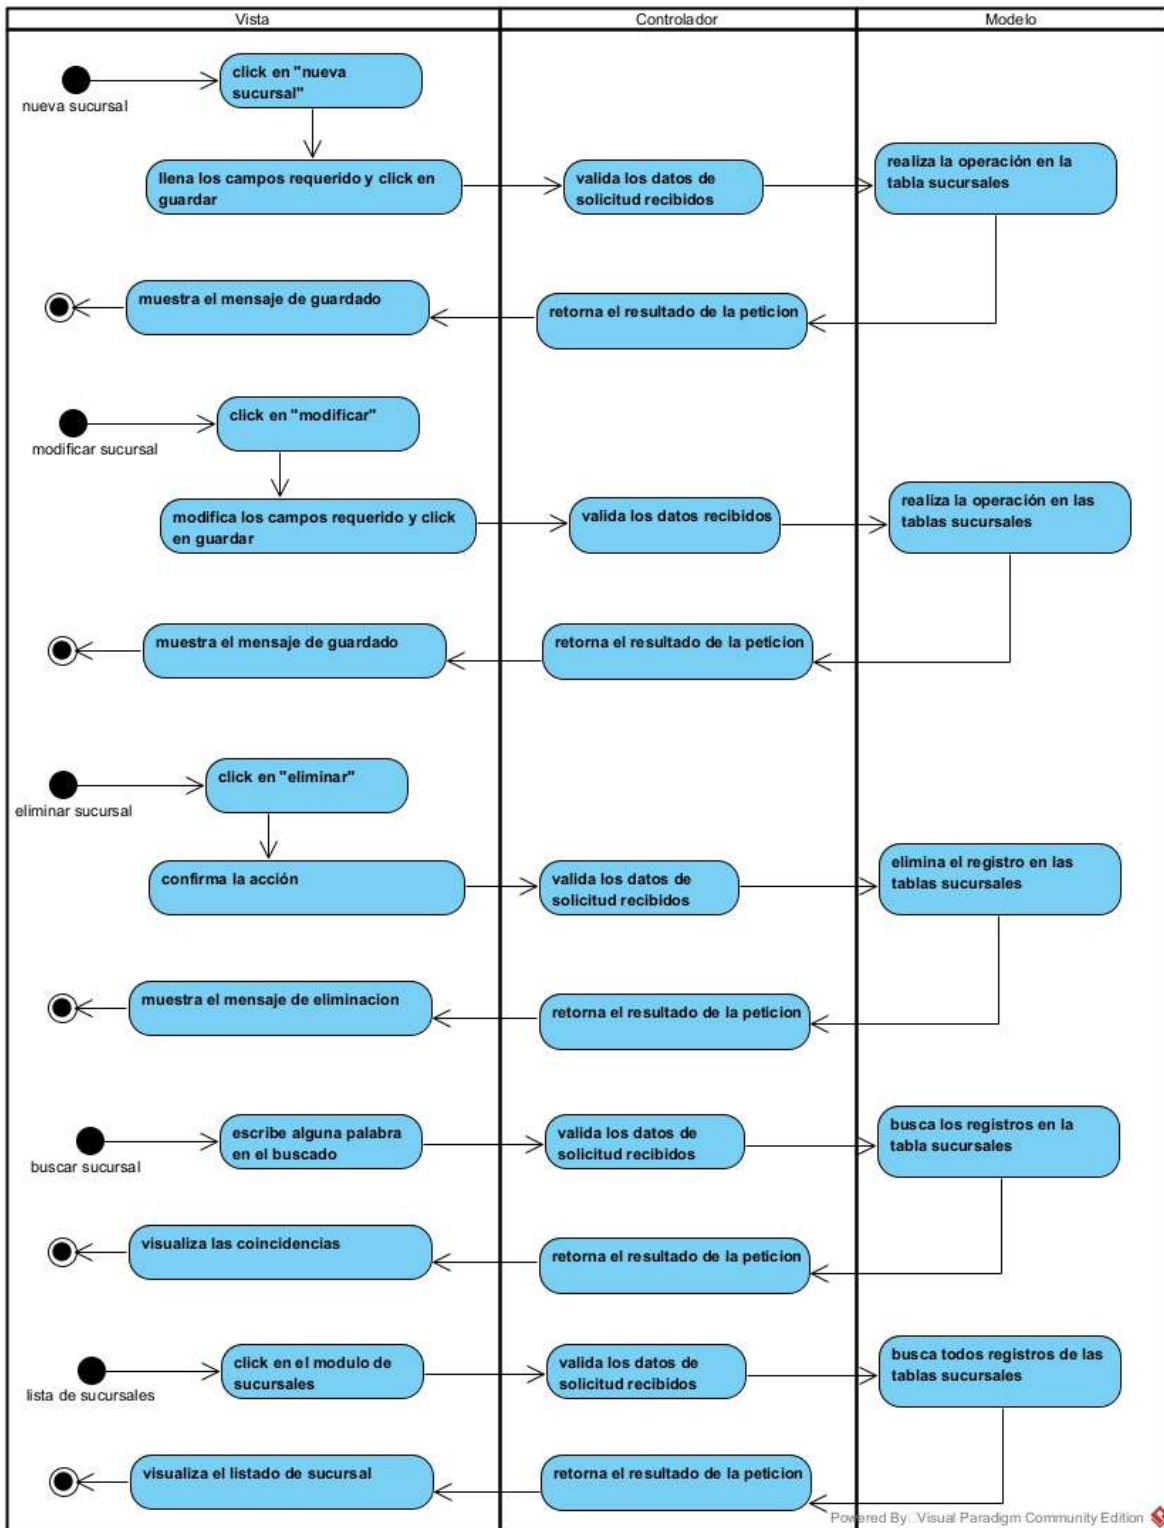 Vista
Controlador
Modelo
click en "nueva
sucursal"
nueva sucursal
llena los campos requerido y click en
guardar
valida los datos de
solicitud recibidos
realiza la operación en la
tabla sucursales
muestra el mensaje de guardado
retorna el resultado de la peticion
click en "modificar"
modificar sucursal
modifica los campos requerido y click
en guardar
valida los datos recibidos
realiza la operación en las
tablas sucursales
muestra el mensaje de guardado
retorna el resultado de la peticion
click en "eliminar"
eliminar sucursal
confirma la acción
valida los datos de
solicitud recibidos
elimina el registro en las
tablas sucursales
muestra el mensaje de eliminacion
retorna el resultado de la peticion
buscar sucursal
escribe alguna palabra
en el buscado
valida los datos de
solicitud recibidos
busca los registros en la
tabla sucursales
visualiza las coincidencias
retorna el resultado de la peticion
lista de sucursales
click en el modulo de
sucursales
valida los datos de
solicitud recibidos
busca todos registros de las
tablas sucursales
visualiza el listado de sucursal
retorna el resultado de la peticion
Powered By Visual Paradigm Community Edition